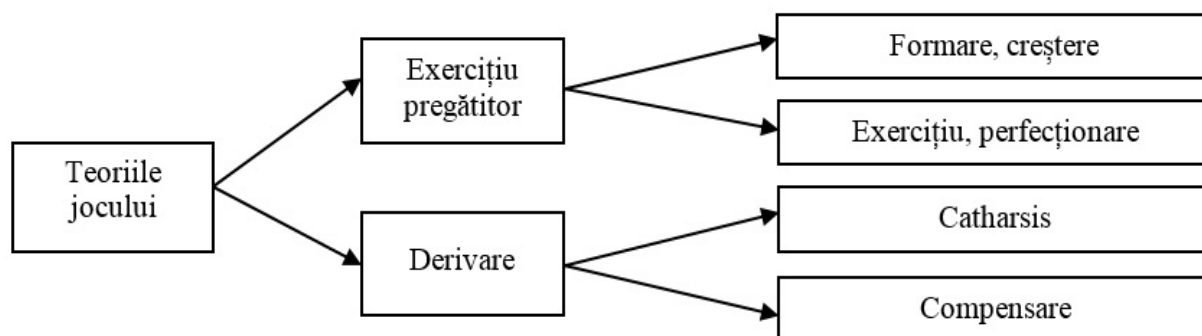 Teoriile
jocului
Exercițiu
pregătitor
Derivare
Formare, creștere
Exercițiu, perfecționare
Catharsis
Compensare